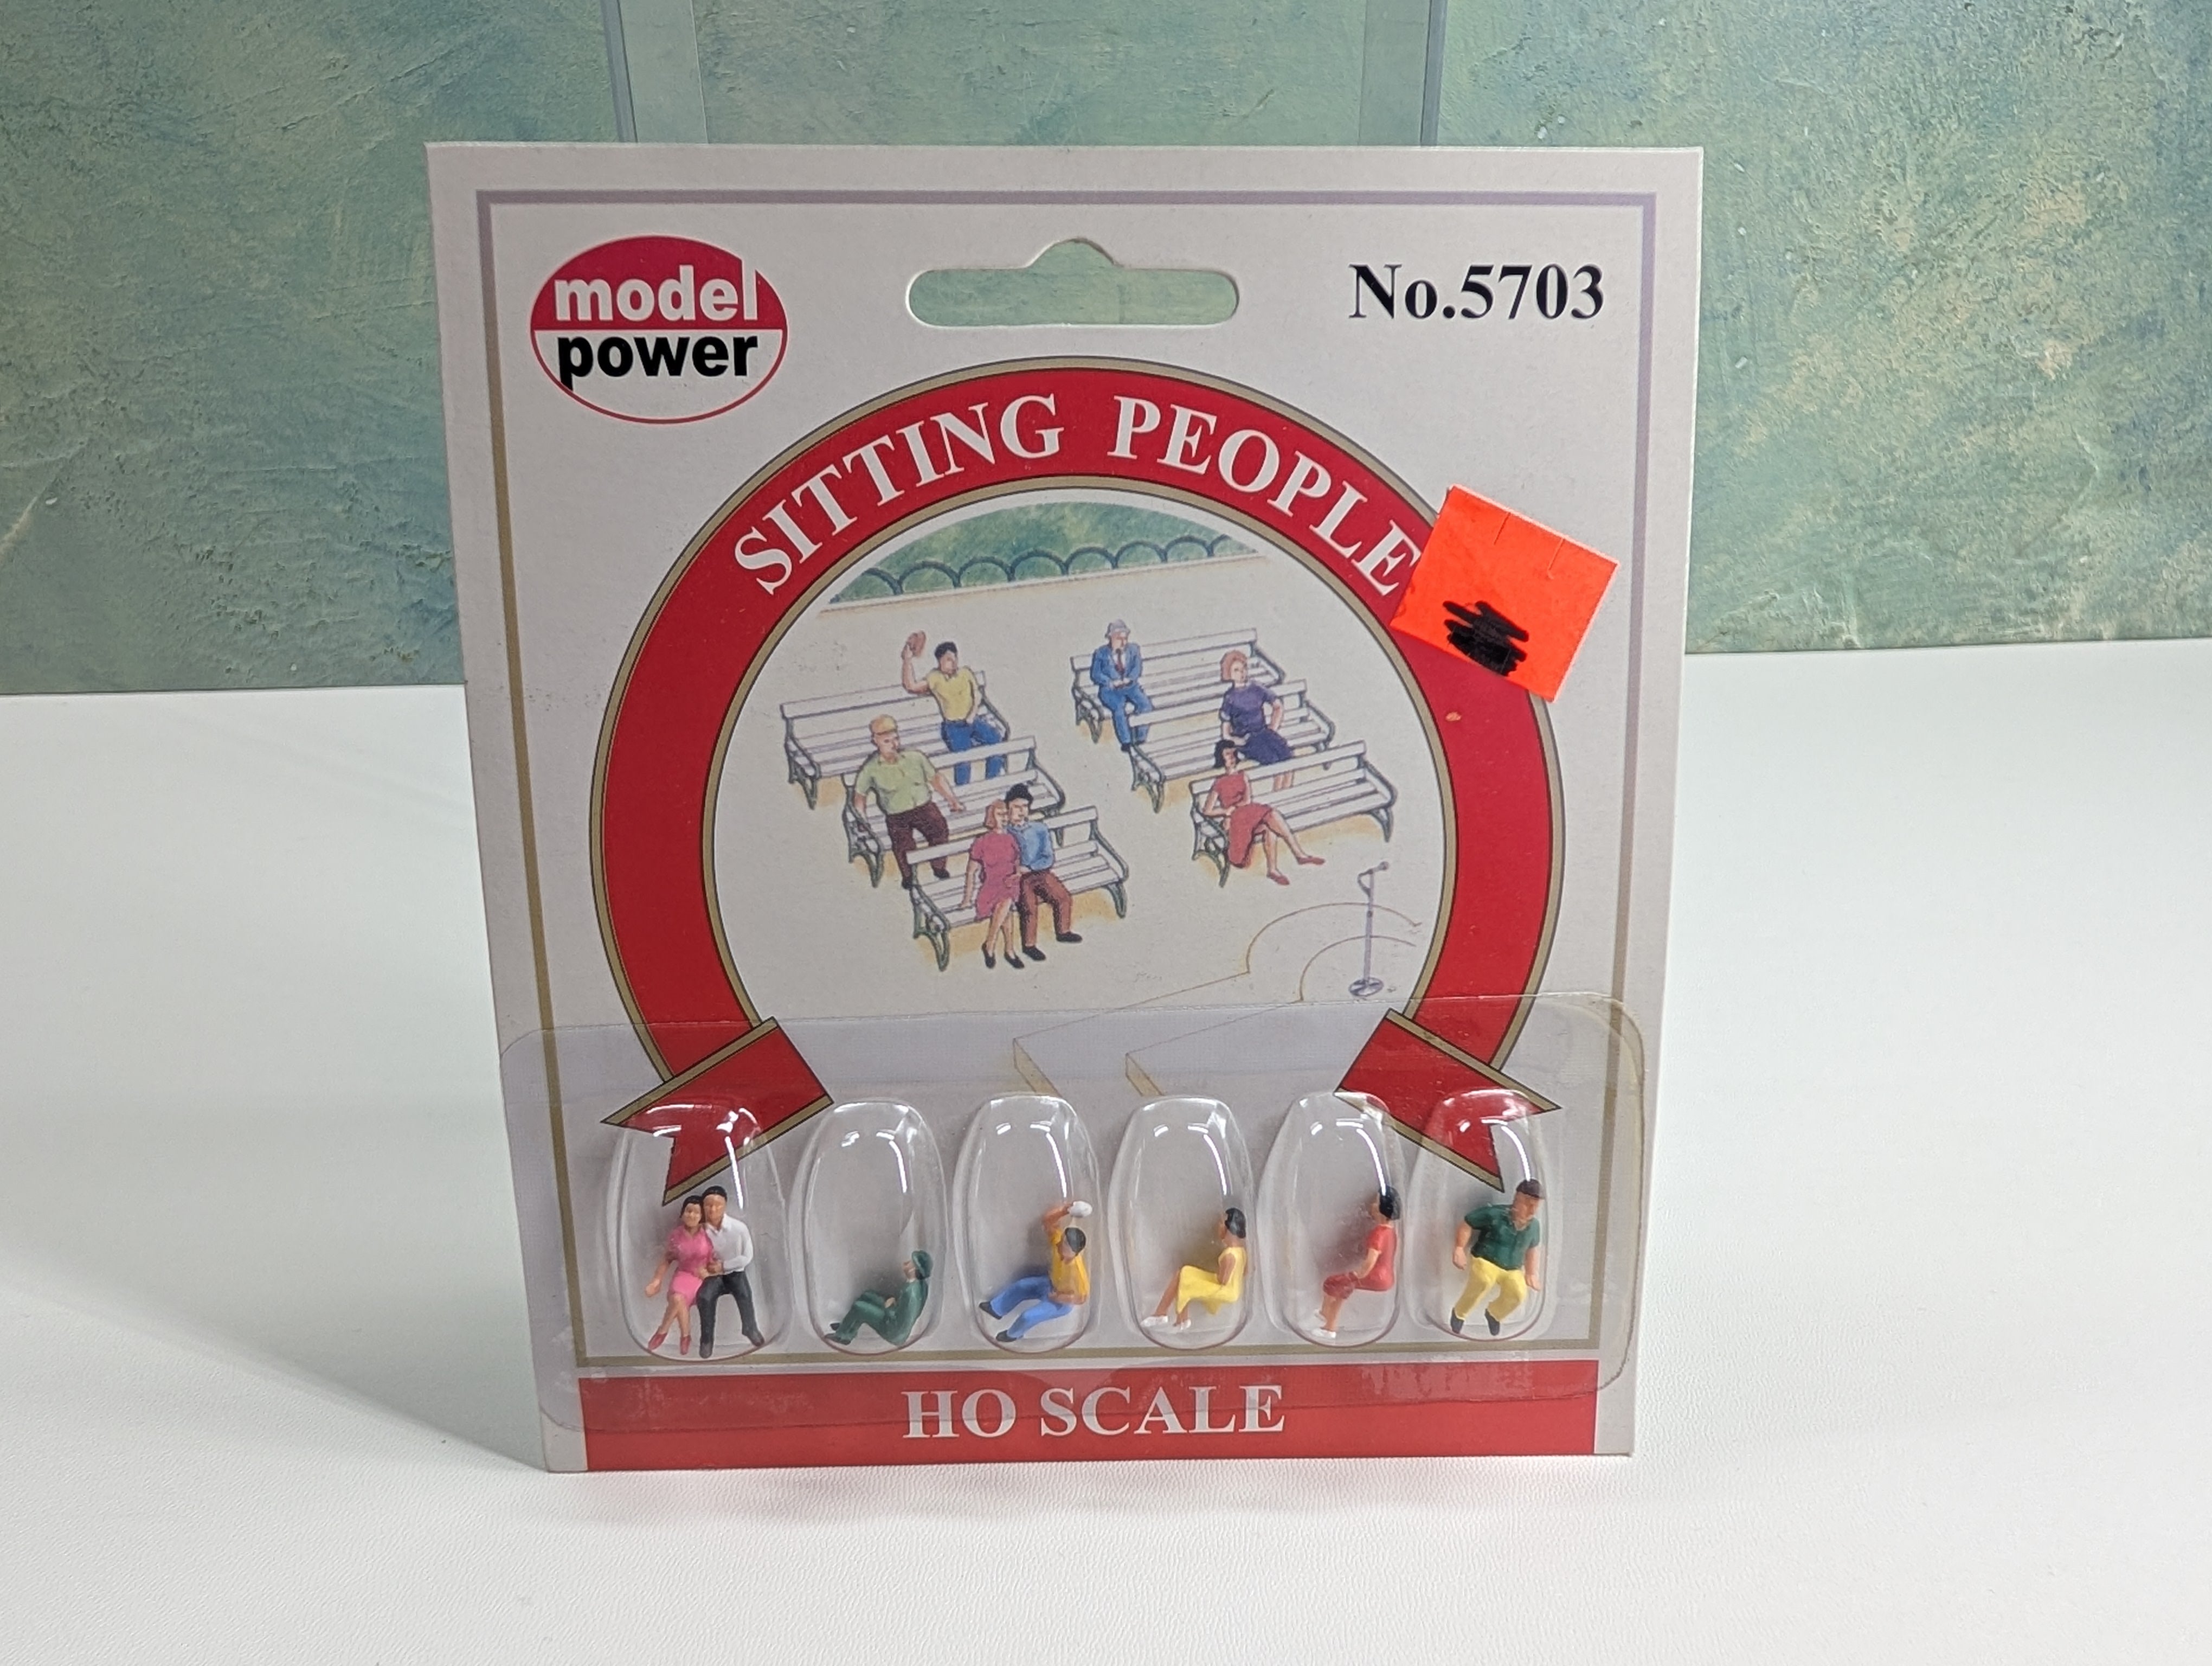 model
power
No.5703
SITTING PEOPLE
HO SCALE